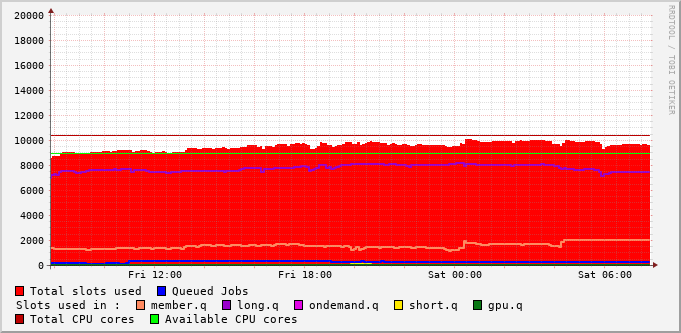 RRDTOOL / TOBI OETIKER
20000
18000
16000
14000
12000
10000
8000
6000
4000
2000
0
Fri 12:00 Fri 18:00 Sat 00:00 Sat 06:00
Total slots used Queued Jobs
Slots used in : member.q long.q ondemand.q short.q gpu.q
Total CPU cores Available CPU cores